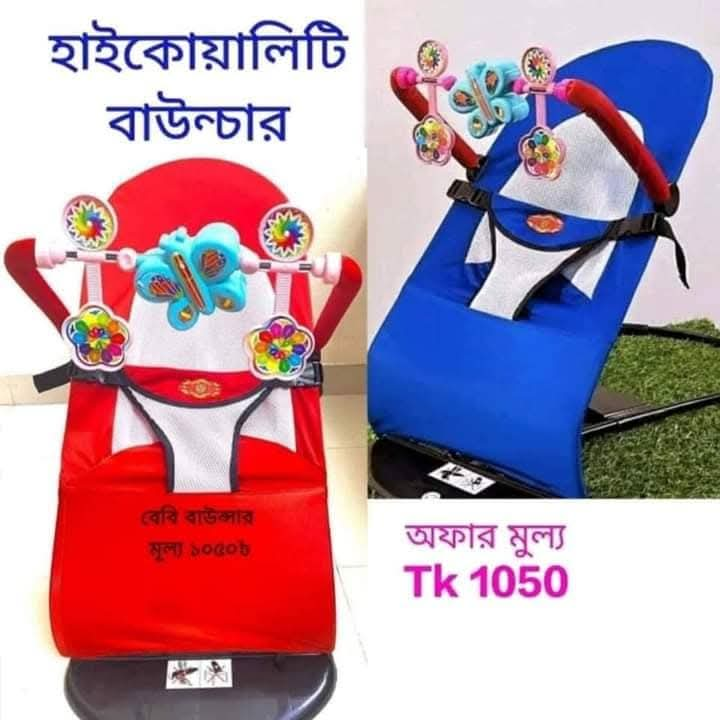 হাইকোয়ালিটি
বাউন্চার
বেবি বাউন্সার
মূল্য ১০৫০৳
অফার মুল্য
Tk 1050